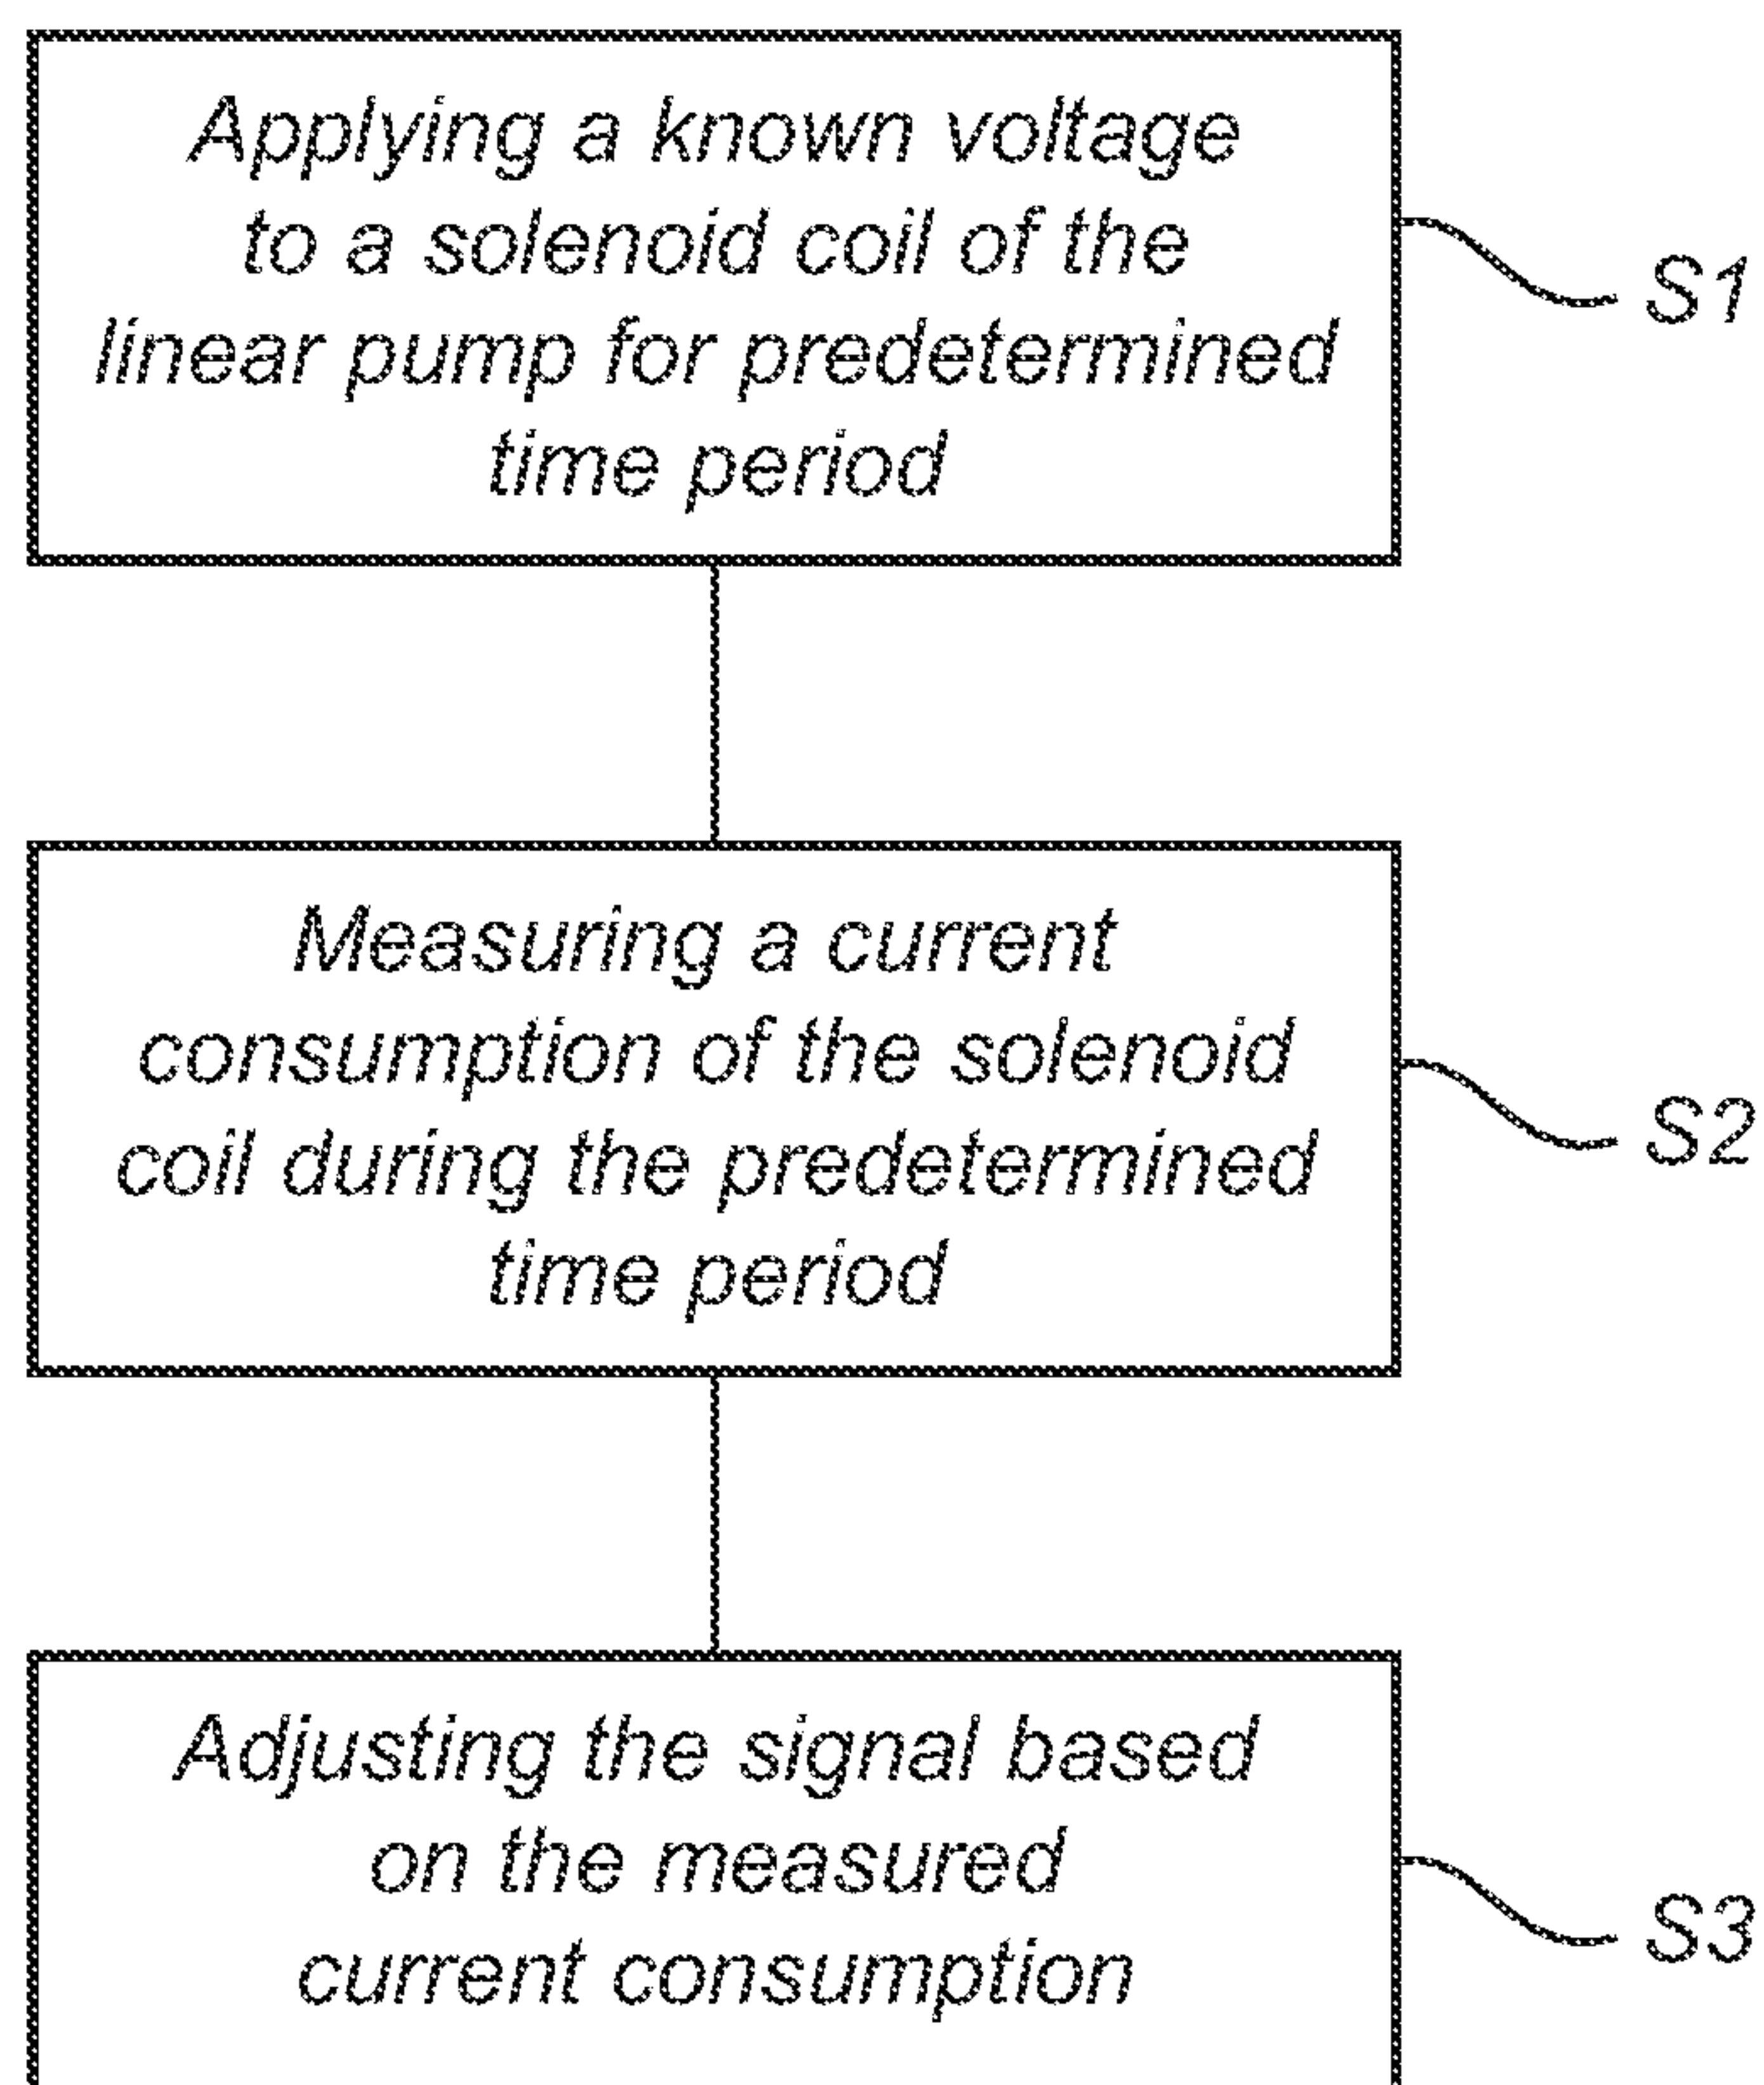 Applying a known voltage
to a solenoid coil of the
linear pump for predetermined
time period
S1
Measuring a current
consumption of the solenoid
coil during the predetermined
time period
S2
Adjusting the signal based
on the measured
current consumption
S3